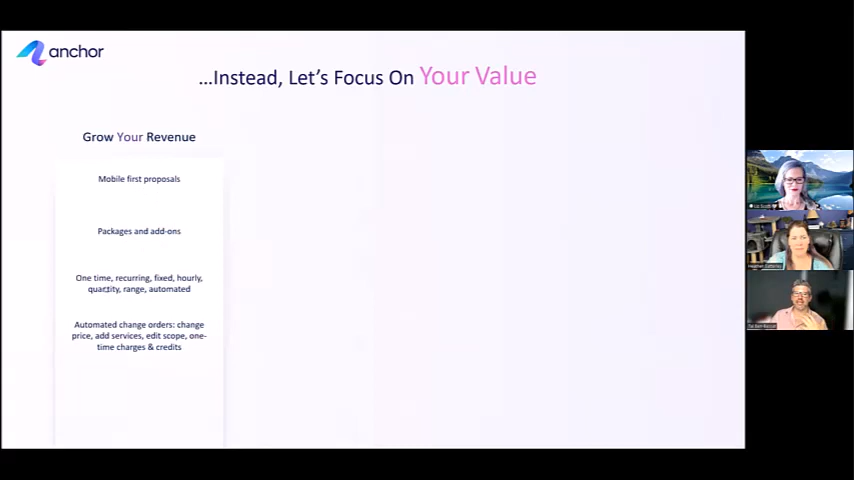 anchor
...Instead, Let's Focus On Your Value
Grow Your Revenue
Mobile first proposals
Packages and add-ons
One time, recurring, fixed, hourly,
quantity, range, automated
Automated change orders: change
price, add services, edit scope, one-
time charges & credits